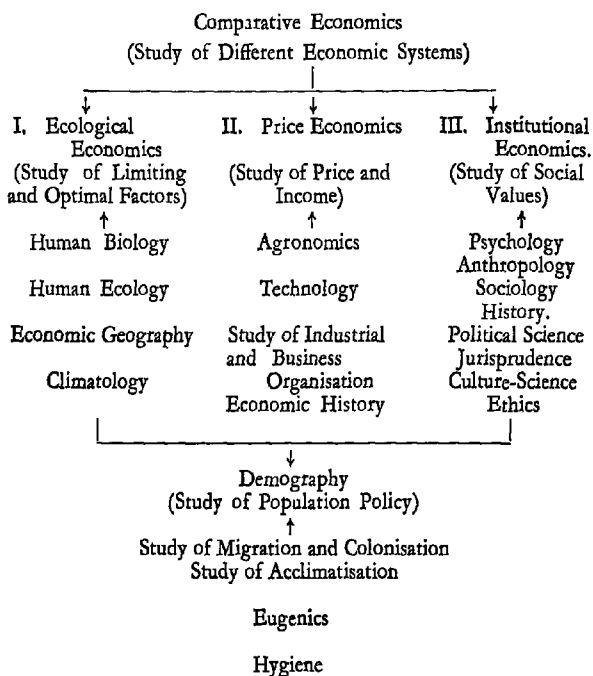 Comparative Economics
(Study of Different Economic Systems)
I. Ecological
Economics
(Study of Limiting
and Optimal Factors)
Human Biology
Human Ecology
Economic Geography
Climatology
II. Price Economics
(Study of Price and
Income)
Agronomics
Technology
Study of Industrial
and Business
Organisation
Economic History
III. Institutional
Economics.
(Study of Social
Values)
Psychology
Anthropology
Sociology
History.
Political Science
Jurisprudence
Culture-Science
Ethics
Demography
(Study of Population Policy)
Study of Migration and Colonisation
Study of Acclimatisation
Eugenics
Hygiene